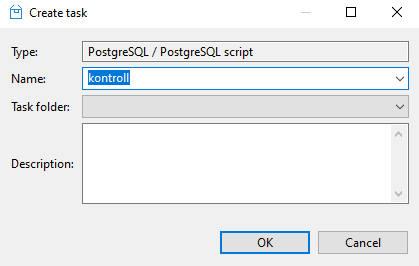 Create task
Type: PostgreSQL / PostgreSQL script
Name: kontroll
Task folder:
Description:
OK Cancel